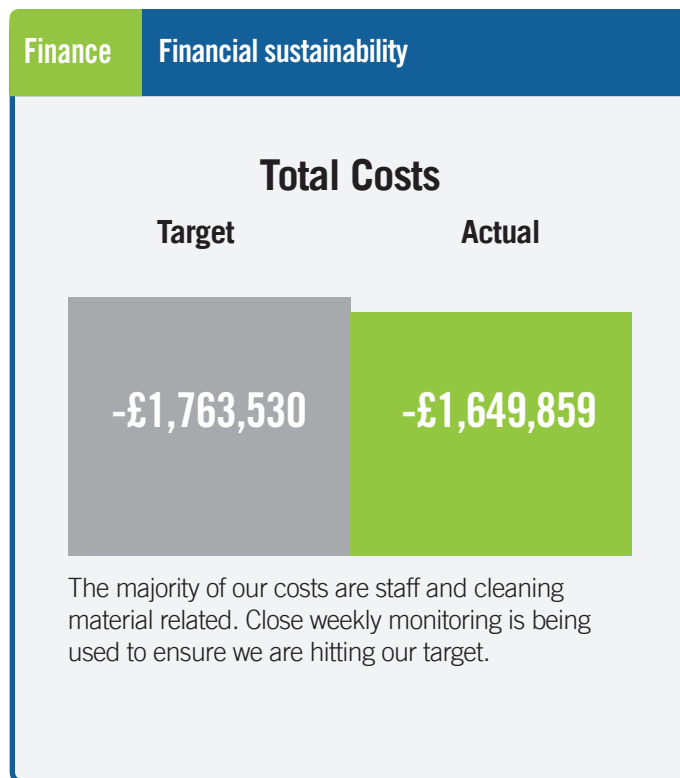 Finance
Financial sustainability
Total Costs
Target
Actual
-£1,763,530
-£1,649,859
The majority of our costs are staff and cleaning
material related. Close weekly monitoring is being
used to ensure we are hitting our target.